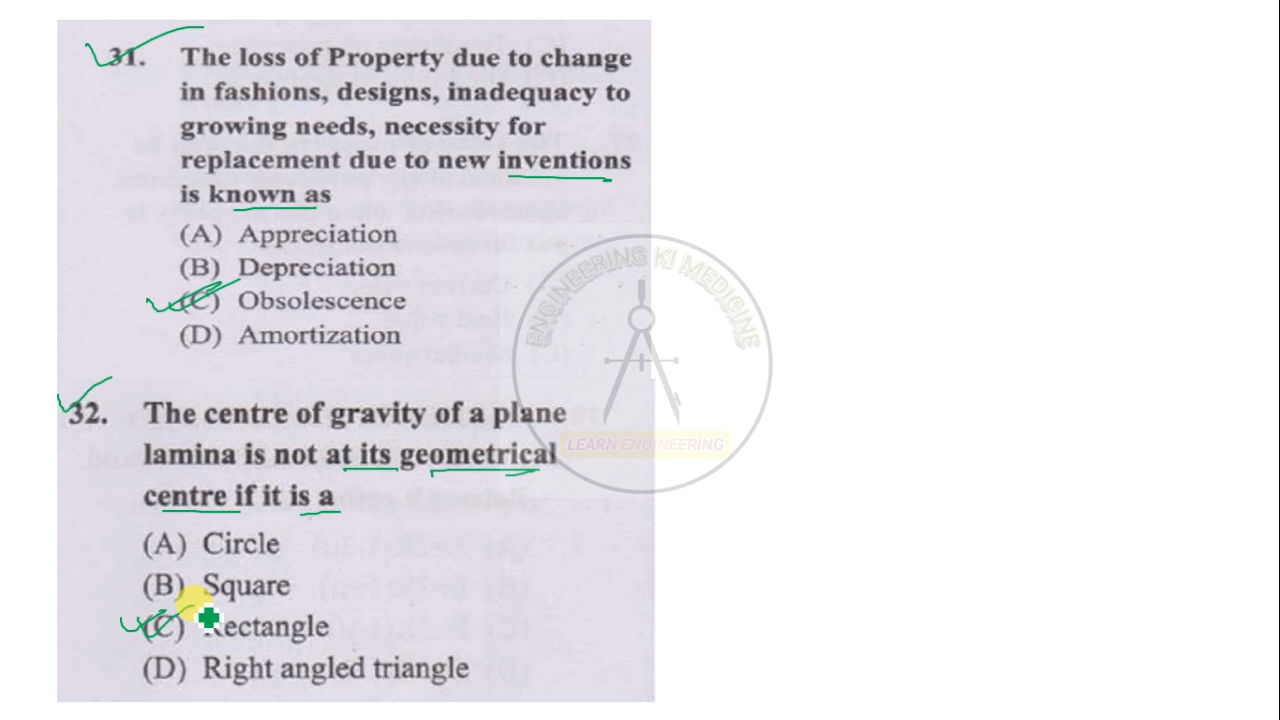 31. The loss of Property due to change
in fashions, designs, inadequacy to
growing needs, necessity for
replacement due to new inventions
is known as
(A) Appreciation
(B) Depreciation
(C) Obsolescence
(D) Amortization
32. The centre of gravity of a plane
lamina is not at its geometrical
centre if it is a
(A) Circle
(B) Square
(C) Rectangle
(D) Right angled triangle
ENGINEERING KI MEDICINE
LEARN ENGINEERING